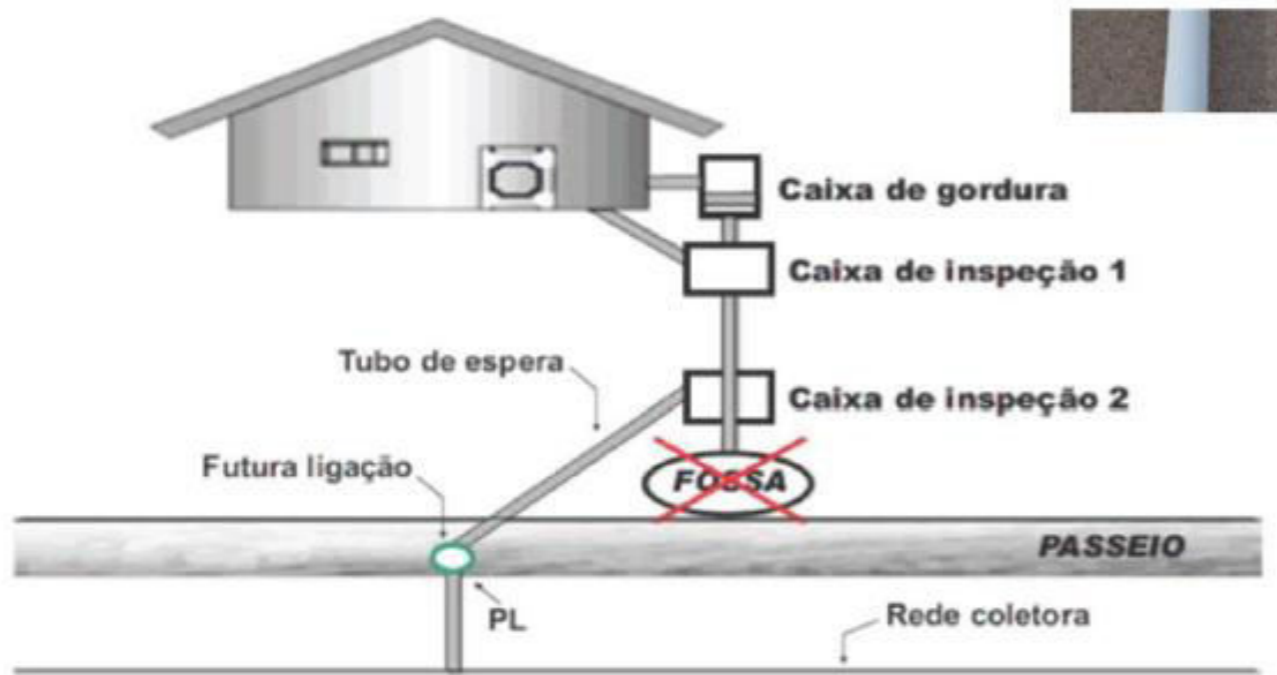 Caixa de gordura
Caixa de inspeção 1
Tubo de espera
Caixa de inspeção 2
Futura ligação
FOSSA
PASSEIO
PL
Rede coletora